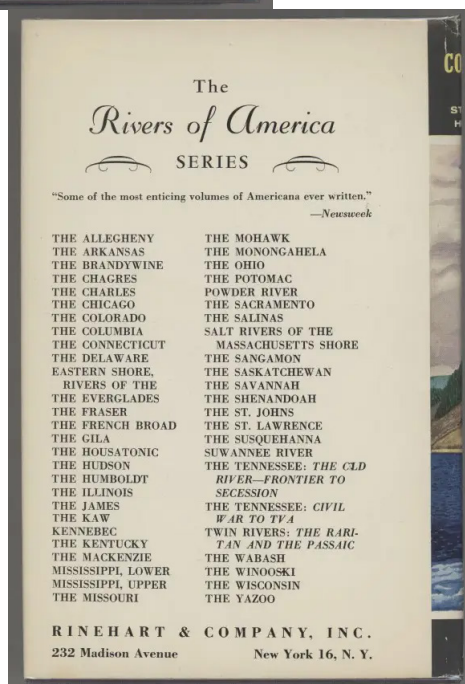 The
Rivers of America
SERIES
“Some of the most enticing volumes of Americana ever written.”
—Newsweek
THE ALLEGHENY
THE ARKANSAS
THE BRANDYWINE
THE CHAGRES
THE CHARLES
THE CHICAGO
THE COLORADO
THE COLUMBIA
THE CONNECTICUT
THE DELAWARE
EASTERN SHORE,
RIVERS OF THE
THE EVERGLADES
THE FRASER
THE FRENCH BROAD
THE GILA
THE HOUSATONIC
THE HUDSON
THE HUMBOLDT
THE ILLINOIS
THE JAMES
THE KAW
KENNEBEC
THE KENTUCKY
THE MACKENZIE
MISSISSIPPI, LOWER
MISSISSIPPI, UPPER
THE MISSOURI
THE MOHAWK
THE MONONGAHELA
THE OHIO
THE POTOMAC
POWDER RIVER
THE SACRAMENTO
THE SALINAS
SALT RIVERS OF THE
MASSACHUSETTS SHORE
THE SANGAMON
THE SASKATCHEWAN
THE SAVANNAH
THE SHENANDOAH
THE ST. JOHNS
THE ST. LAWRENCE
THE SUSQUEHANNA
SUWANNEE RIVER
THE TENNESSEE: THE OLD
RIVER—FRONTIER TO
SECESSION
THE TENNESSEE: CIVIL
WAR TO TVA
TWIN RIVERS: THE RARI-
TAN AND THE PASSAIC
THE WABASH
THE WINOOSKI
THE WISCONSIN
THE YAZOO
RINEHART & COMPANY, INC.
232 Madison Avenue New York 16, N. Y.
CO
ST
H